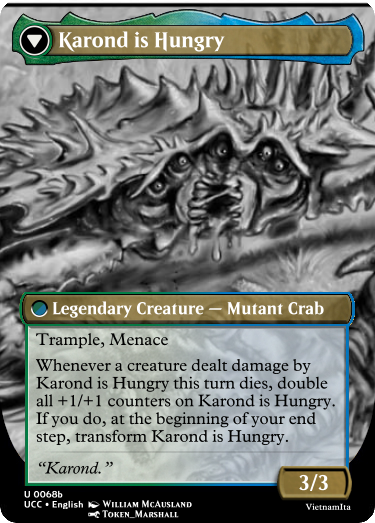 Karond is Hungry
Legendary Creature — Mutant Crab
Trample, Menace
Whenever a creature dealt damage by
Karond is Hungry this turn dies, double
all +1/+1 counters on Karond is Hungry.
If you do, at the beginning of your end
step, transform Karond is Hungry.
“Karond.”
3/3
U 0068b
UCC • English William McAusland
Token_Marshall
VietnamIta